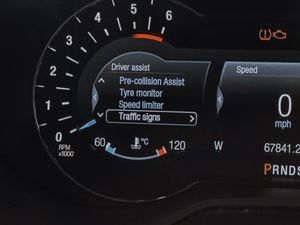 5
6
4
3
2
1
0
RPM
x1000
Driver assist
Pre-collision Assist
Tyre monitor
Speed limiter
Traffic signs
60
°C
120
Speed
0
mph
W
67841.2
PRNDS